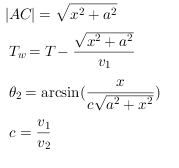 |AC| = √(x² + a²)
T_w = T − √(x² + a²) / v₁
θ₂ = arcsin(x / (c√(a² + x²)))
c = v₁ / v₂